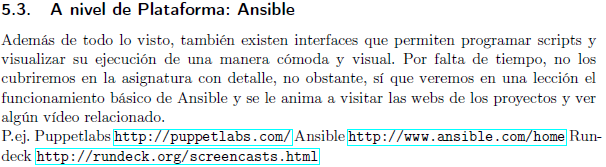 5.3. A nivel de Plataforma: Ansible
Además de todo lo visto, también existen interfaces que permiten programar scripts y
visualizar su ejecución de una manera cómoda y visual. Por falta de tiempo, no los
cubriremos en la asignatura con detalle, no obstante, sí que veremos en una lección el
funcionamiento básico de Ansible y se le anima a visitar las webs de los proyectos y ver
algún vídeo relacionado.
P.ej. Puppetlabs http://puppetlabs.com/ Ansible http://www.ansible.com/home Run-
deck http://rundeck.org/screencasts.html